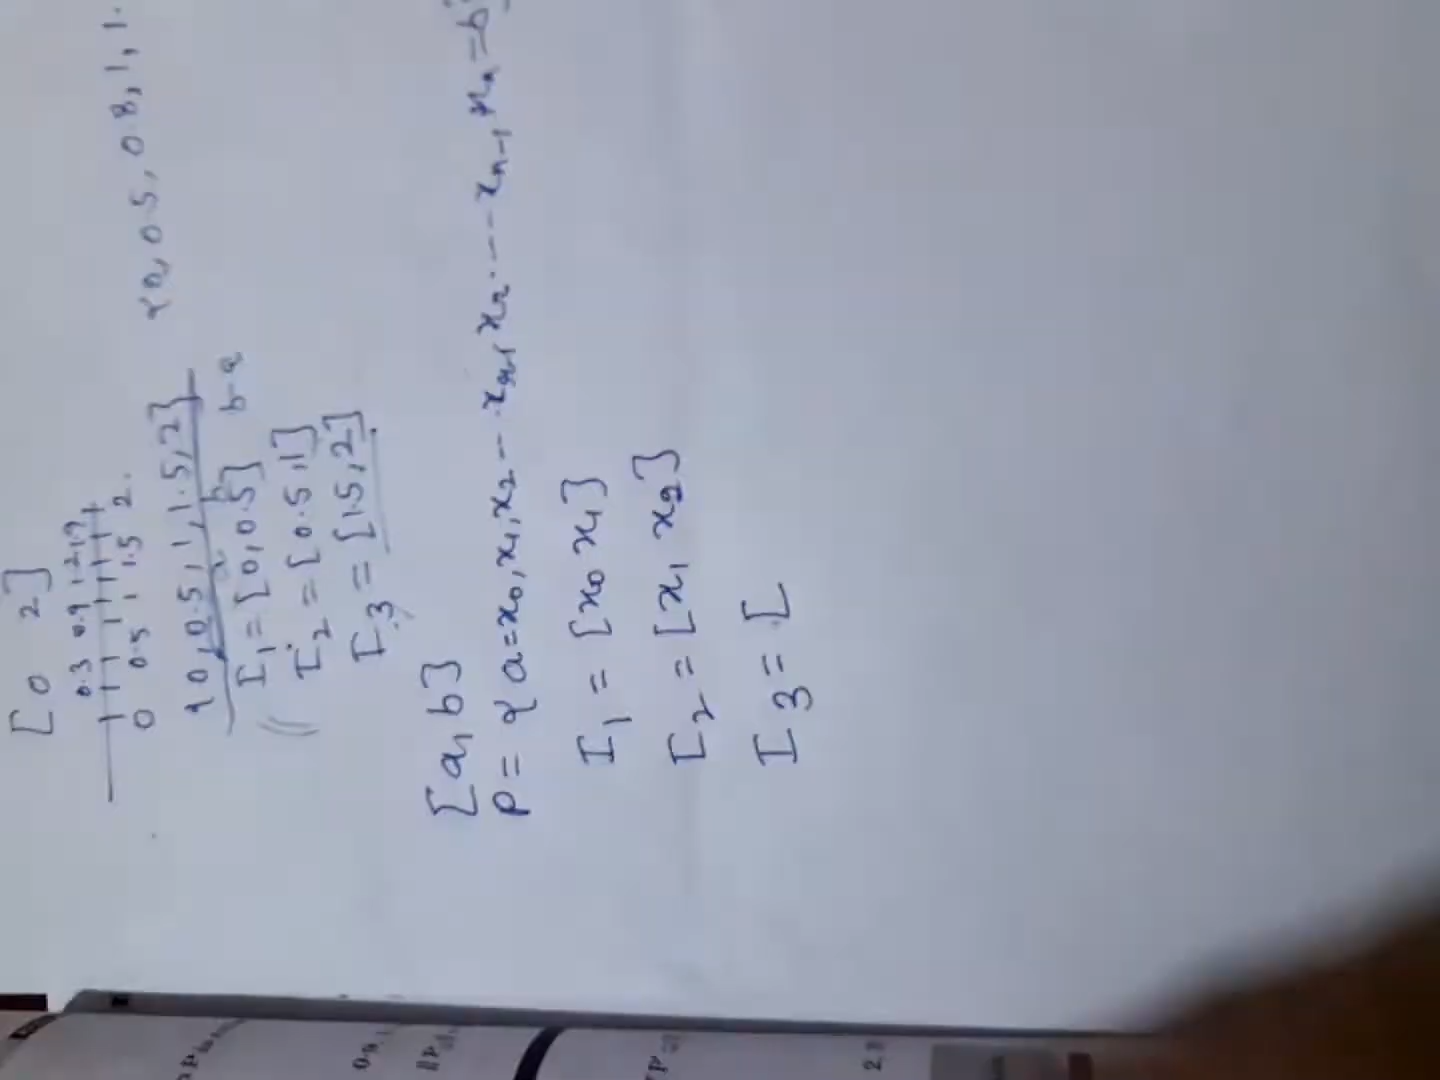 [0 2]
0.3 0.9 1.2 1.9
0 0.5 1 1.5 2.
{0, 0.5, 1, 1.5, 2}
{0, 0.5, 0.8, 1, 1.
a b
I₁ = [0, 0.5] b-a
I₂ = [0.5, 1]
I₃ = [1.5, 2]
[a, b]
P = {a = x₀, x₁, x₂ - xᵣ₋₁, xᵣ --- xₙ₋₁, xₙ = b
I₁ = [x₀ x₁]
I₂ = [x₁ x₂]
I₃ = [